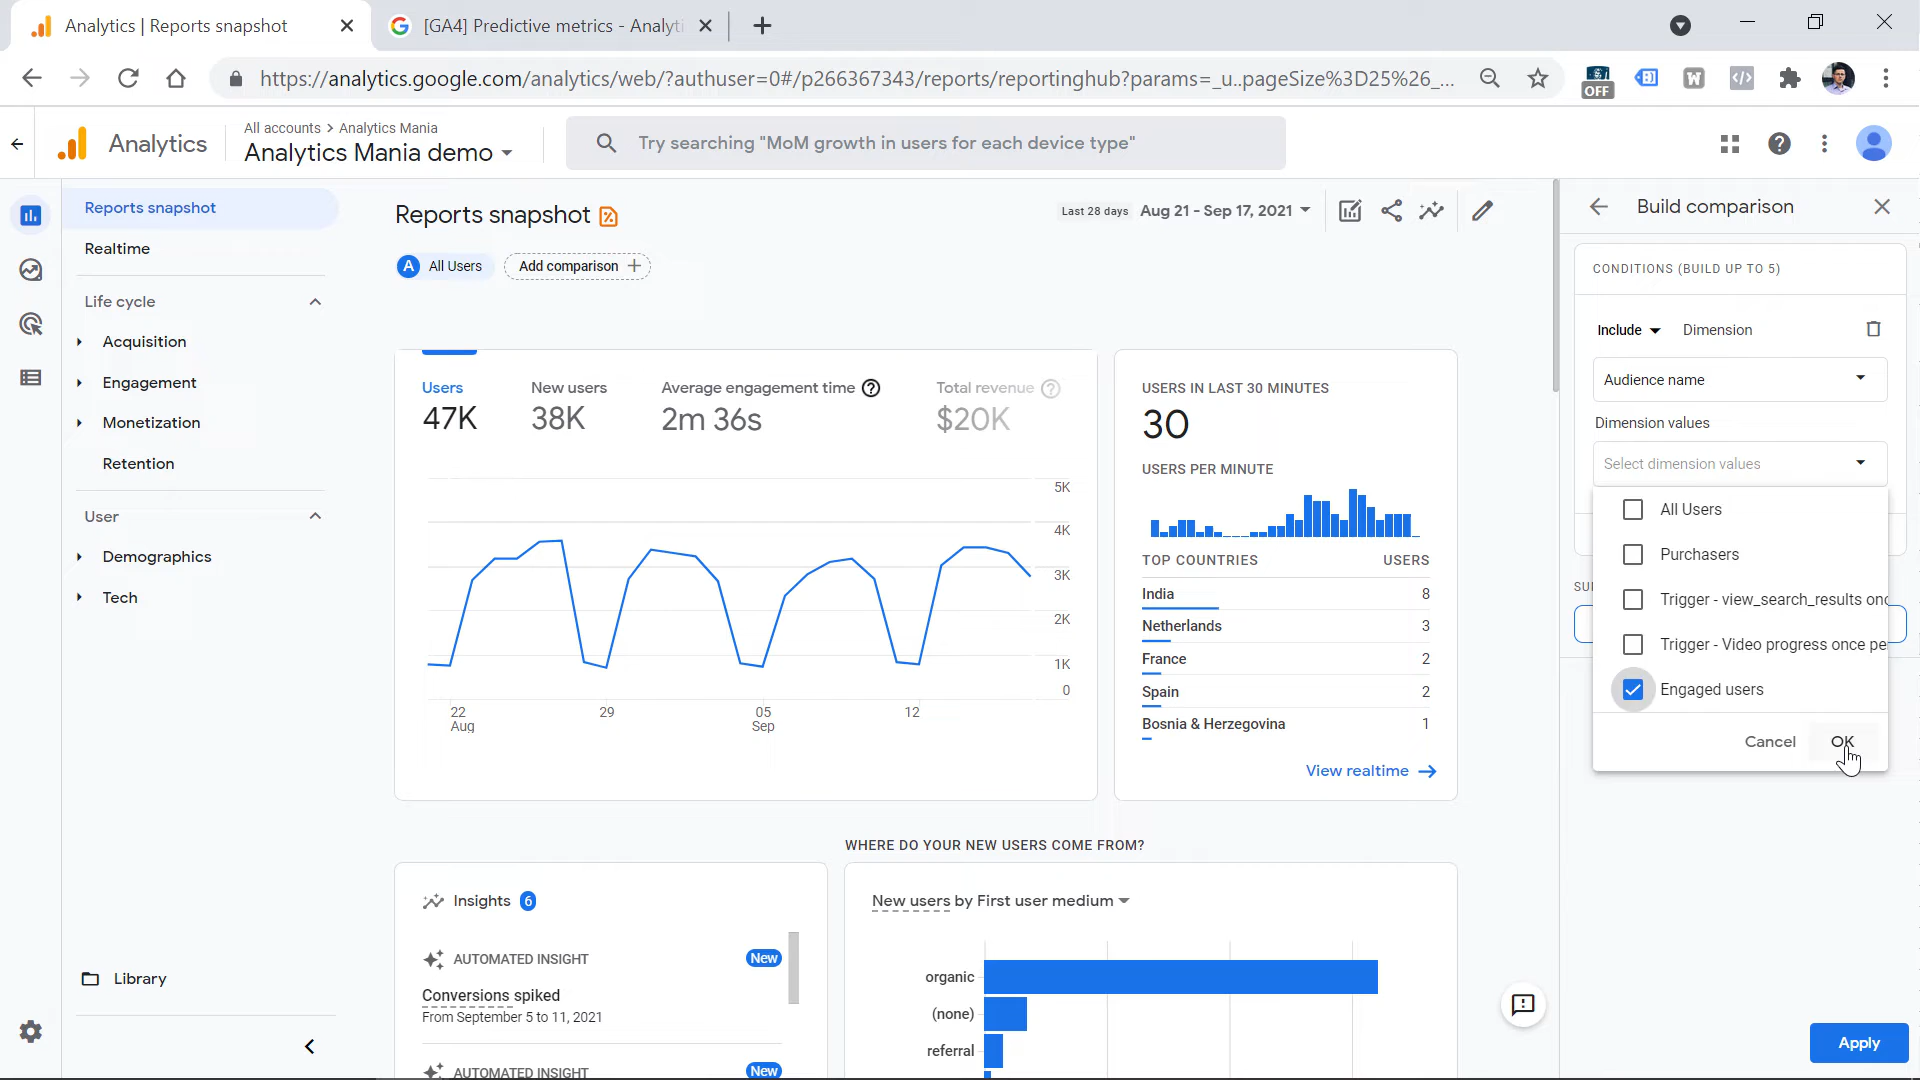 Analytics | Reports snapshot
[GA4] Predictive metrics - Analyti
https://analytics.google.com/analytics/web/?authuser=0#/p266367343/reports/reportinghub?params=_u..pageSize%3D25%26_...
OFF
W
Analytics
All accounts > Analytics Mania
Analytics Mania demo
Try searching "MoM growth in users for each device type"
Reports snapshot
Realtime
Life cycle
Acquisition
Engagement
Monetization
Retention
User
Demographics
Tech
Library
Reports snapshot
Last 28 days Aug 21 - Sep 17, 2021
A All Users
Add comparison +
Users
47K
New users
38K
Average engagement time
2m 36s
Total revenue
$20K
5K
4K
3K
2K
1K
0
22
Aug
29
05
Sep
12
USERS IN LAST 30 MINUTES
30
USERS PER MINUTE
TOP COUNTRIES USERS
India 8
Netherlands 3
France 2
Spain 2
Bosnia & Herzegovina 1
View realtime
WHERE DO YOUR NEW USERS COME FROM?
Insights 6
AUTOMATED INSIGHT New
Conversions spiked
From September 5 to 11, 2021
AUTOMATED INSIGHT New
New users by First user medium
organic
(none)
referral
Build comparison
CONDITIONS (BUILD UP TO 5)
Include Dimension
Audience name
Dimension values
Select dimension values
All Users
Purchasers
Trigger - view_search_results onc
Trigger - Video progress once pe
Engaged users
SU
Cancel OK
Apply